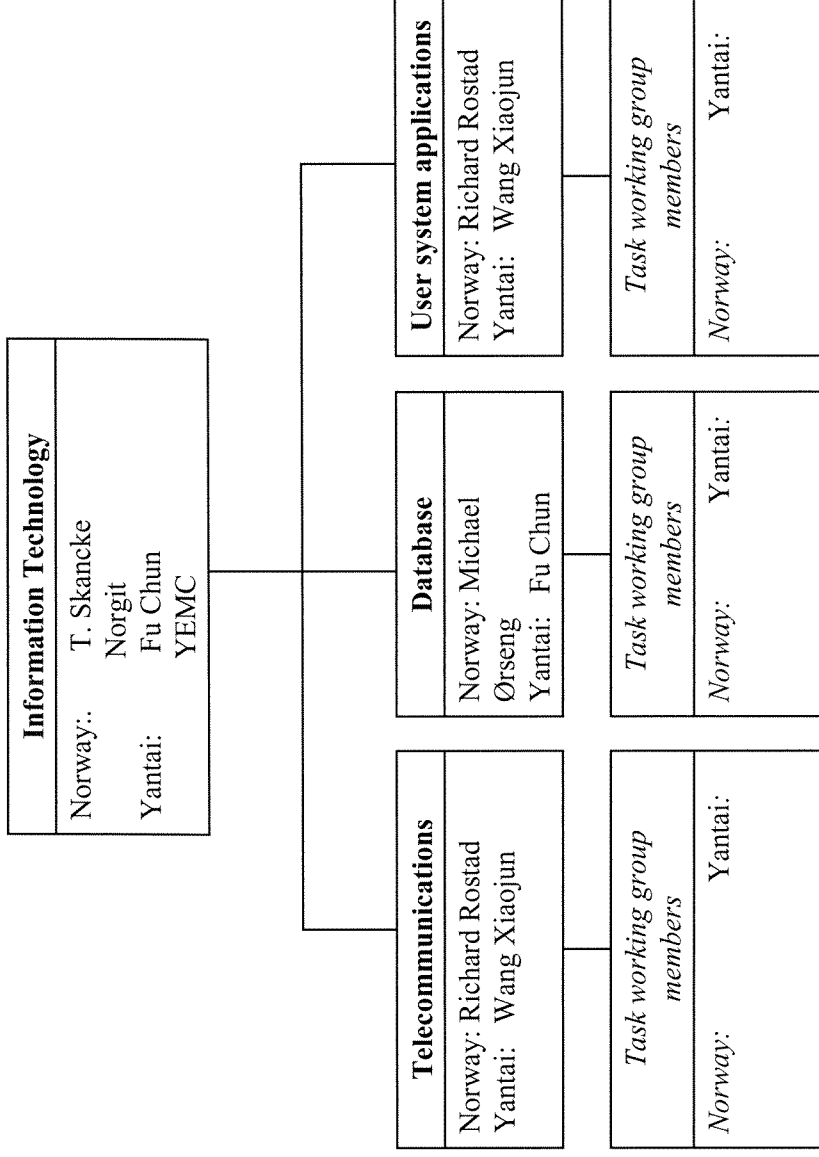 Information Technology
Norway:. T. Skancke
Norgit
Yantai: Fu Chun
YEMC
Telecommunications
Norway: Richard Rostad
Yantai: Wang Xiaojun
Database
Norway: Michael
Ørseng
Yantai: Fu Chun
User system applications
Norway: Richard Rostad
Yantai: Wang Xiaojun
Task working group
members
Norway: Yantai:
Task working group
members
Norway: Yantai:
Task working group
members
Norway: Yantai: